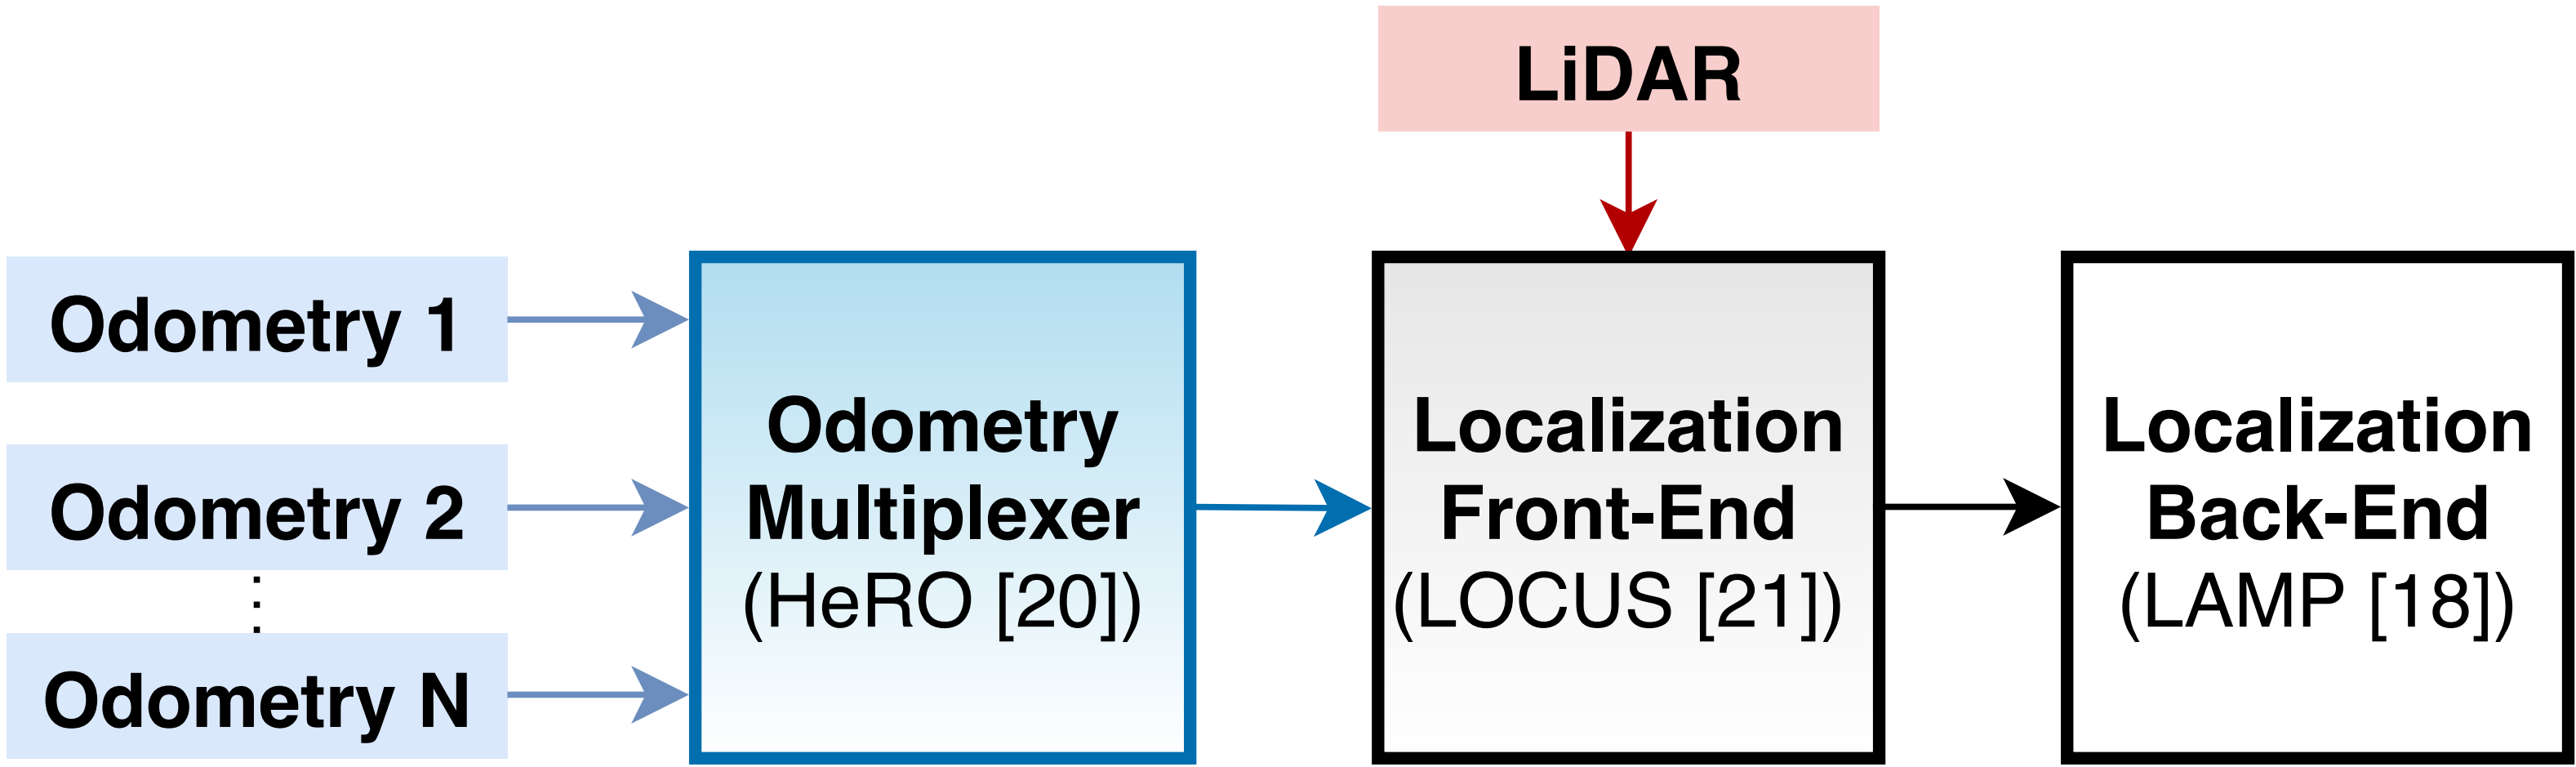 LiDAR
Odometry 1
Odometry 2
Odometry N
Odometry
Multiplexer
(HeRO [20])
Localization
Front-End
(LOCUS [21])
Localization
Back-End
(LAMP [18])